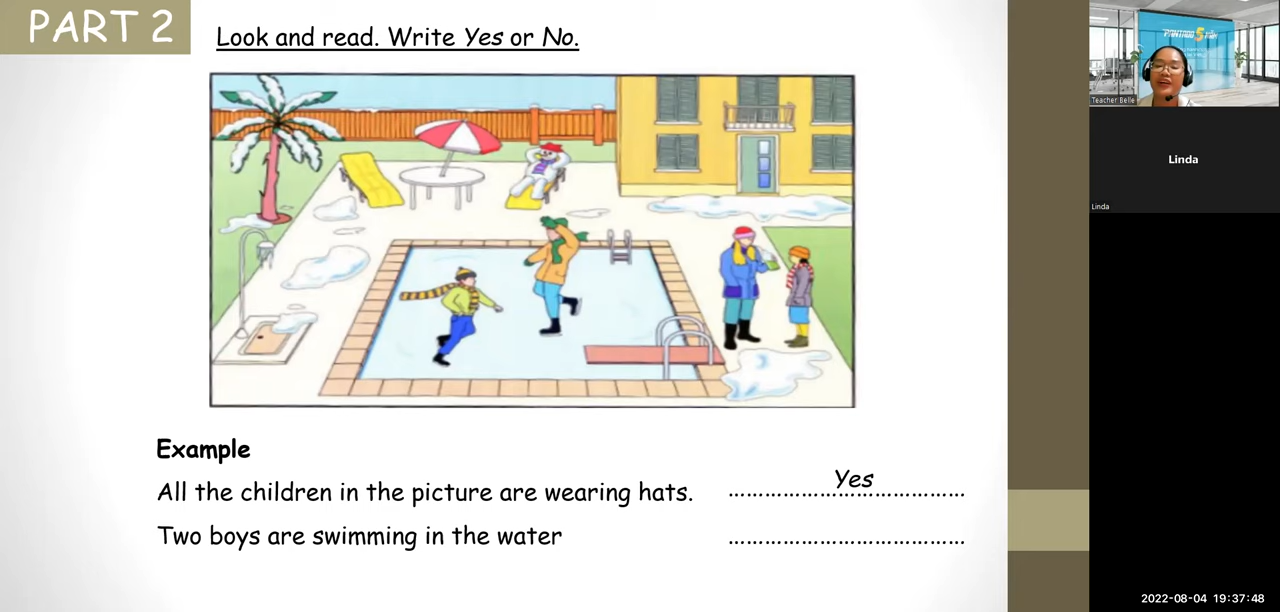 PART 2
Look and read. Write Yes or No.
Example
All the children in the picture are wearing hats.
Yes
Two boys are swimming in the water
Teacher Belle
Linda
Linda
2022-08-04 19:37:48